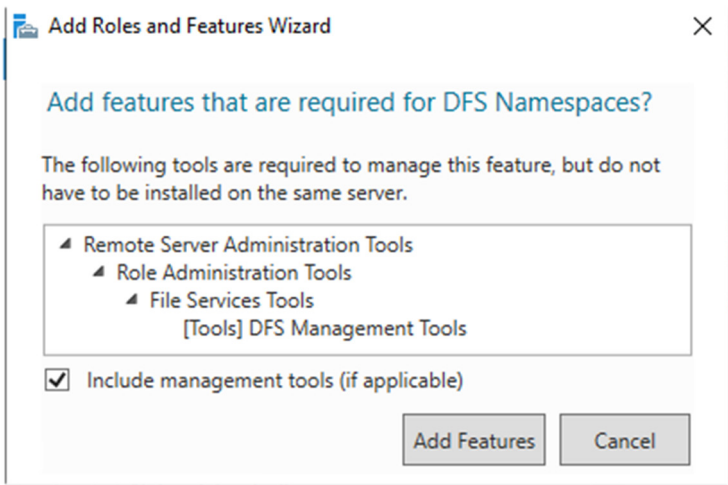 Add Roles and Features Wizard
Add features that are required for DFS Namespaces?
The following tools are required to manage this feature, but do not
have to be installed on the same server.
Remote Server Administration Tools
Role Administration Tools
File Services Tools
[Tools] DFS Management Tools
Include management tools (if applicable)
Add Features
Cancel